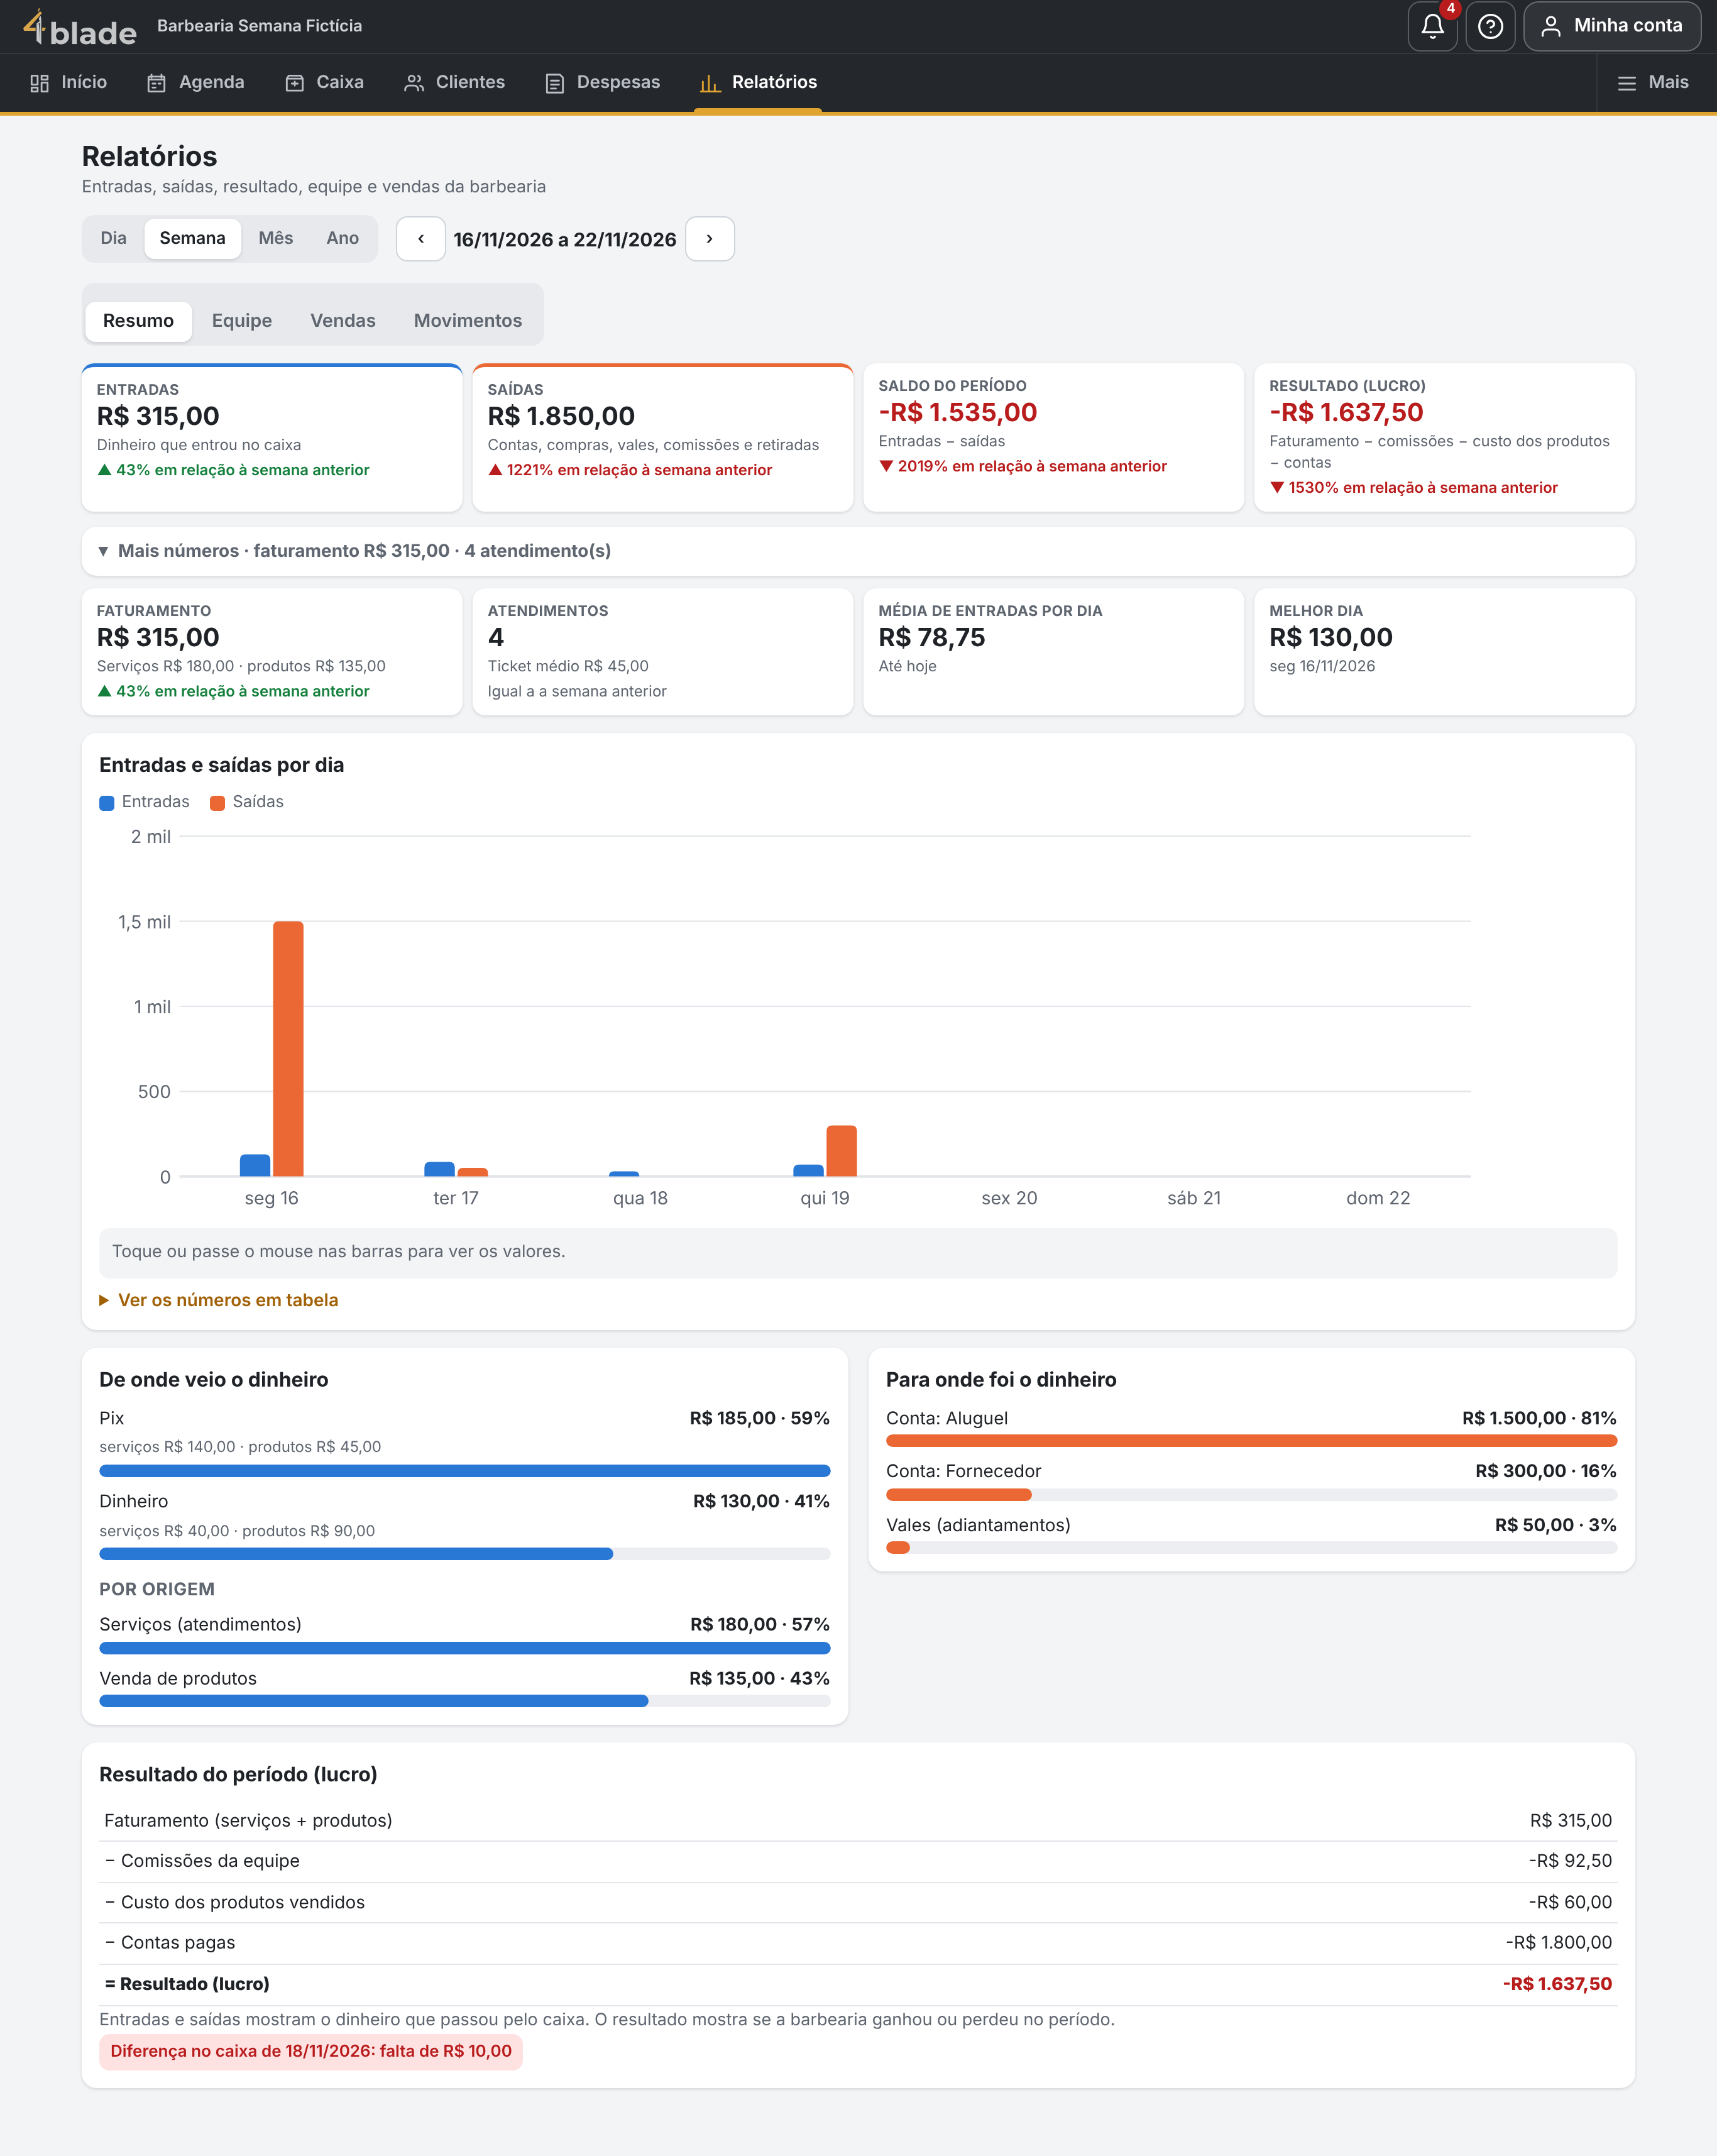 4blade
Barbearia Semana Fictícia
4
Minha conta
Início
Agenda
Caixa
Clientes
Despesas
Relatórios
Mais
Relatórios
Entradas, saídas, resultado, equipe e vendas da barbearia
Dia
Semana
Mês
Ano
‹
16/11/2026 a 22/11/2026
›
Resumo
Equipe
Vendas
Movimentos
ENTRADAS
R$ 315,00
Dinheiro que entrou no caixa
▲ 43% em relação à semana anterior
SAÍDAS
R$ 1.850,00
Contas, compras, vales, comissões e retiradas
▲ 1221% em relação à semana anterior
SALDO DO PERÍODO
-R$ 1.535,00
Entradas − saídas
▼ 2019% em relação à semana anterior
RESULTADO (LUCRO)
-R$ 1.637,50
Faturamento − comissões − custo dos produtos
− contas
▼ 1530% em relação à semana anterior
▼ Mais números · faturamento R$ 315,00 · 4 atendimento(s)
FATURAMENTO
R$ 315,00
Serviços R$ 180,00 · produtos R$ 135,00
▲ 43% em relação à semana anterior
ATENDIMENTOS
4
Ticket médio R$ 45,00
Igual a a semana anterior
MÉDIA DE ENTRADAS POR DIA
R$ 78,75
Até hoje
MELHOR DIA
R$ 130,00
seg 16/11/2026
Entradas e saídas por dia
Entradas
Saídas
2 mil
1,5 mil
1 mil
500
0
seg 16
ter 17
qua 18
qui 19
sex 20
sáb 21
dom 22
Toque ou passe o mouse nas barras para ver os valores.
▶ Ver os números em tabela
De onde veio o dinheiro
Pix
R$ 185,00 · 59%
serviços R$ 140,00 · produtos R$ 45,00
Dinheiro
R$ 130,00 · 41%
serviços R$ 40,00 · produtos R$ 90,00
POR ORIGEM
Serviços (atendimentos)
R$ 180,00 · 57%
Venda de produtos
R$ 135,00 · 43%
Para onde foi o dinheiro
Conta: Aluguel
R$ 1.500,00 · 81%
Conta: Fornecedor
R$ 300,00 · 16%
Vales (adiantamentos)
R$ 50,00 · 3%
Resultado do período (lucro)
Faturamento (serviços + produtos)
R$ 315,00
− Comissões da equipe
-R$ 92,50
− Custo dos produtos vendidos
-R$ 60,00
− Contas pagas
-R$ 1.800,00
= Resultado (lucro)
-R$ 1.637,50
Entradas e saídas mostram o dinheiro que passou pelo caixa. O resultado mostra se a barbearia ganhou ou perdeu no período.
Diferença no caixa de 18/11/2026: falta de R$ 10,00